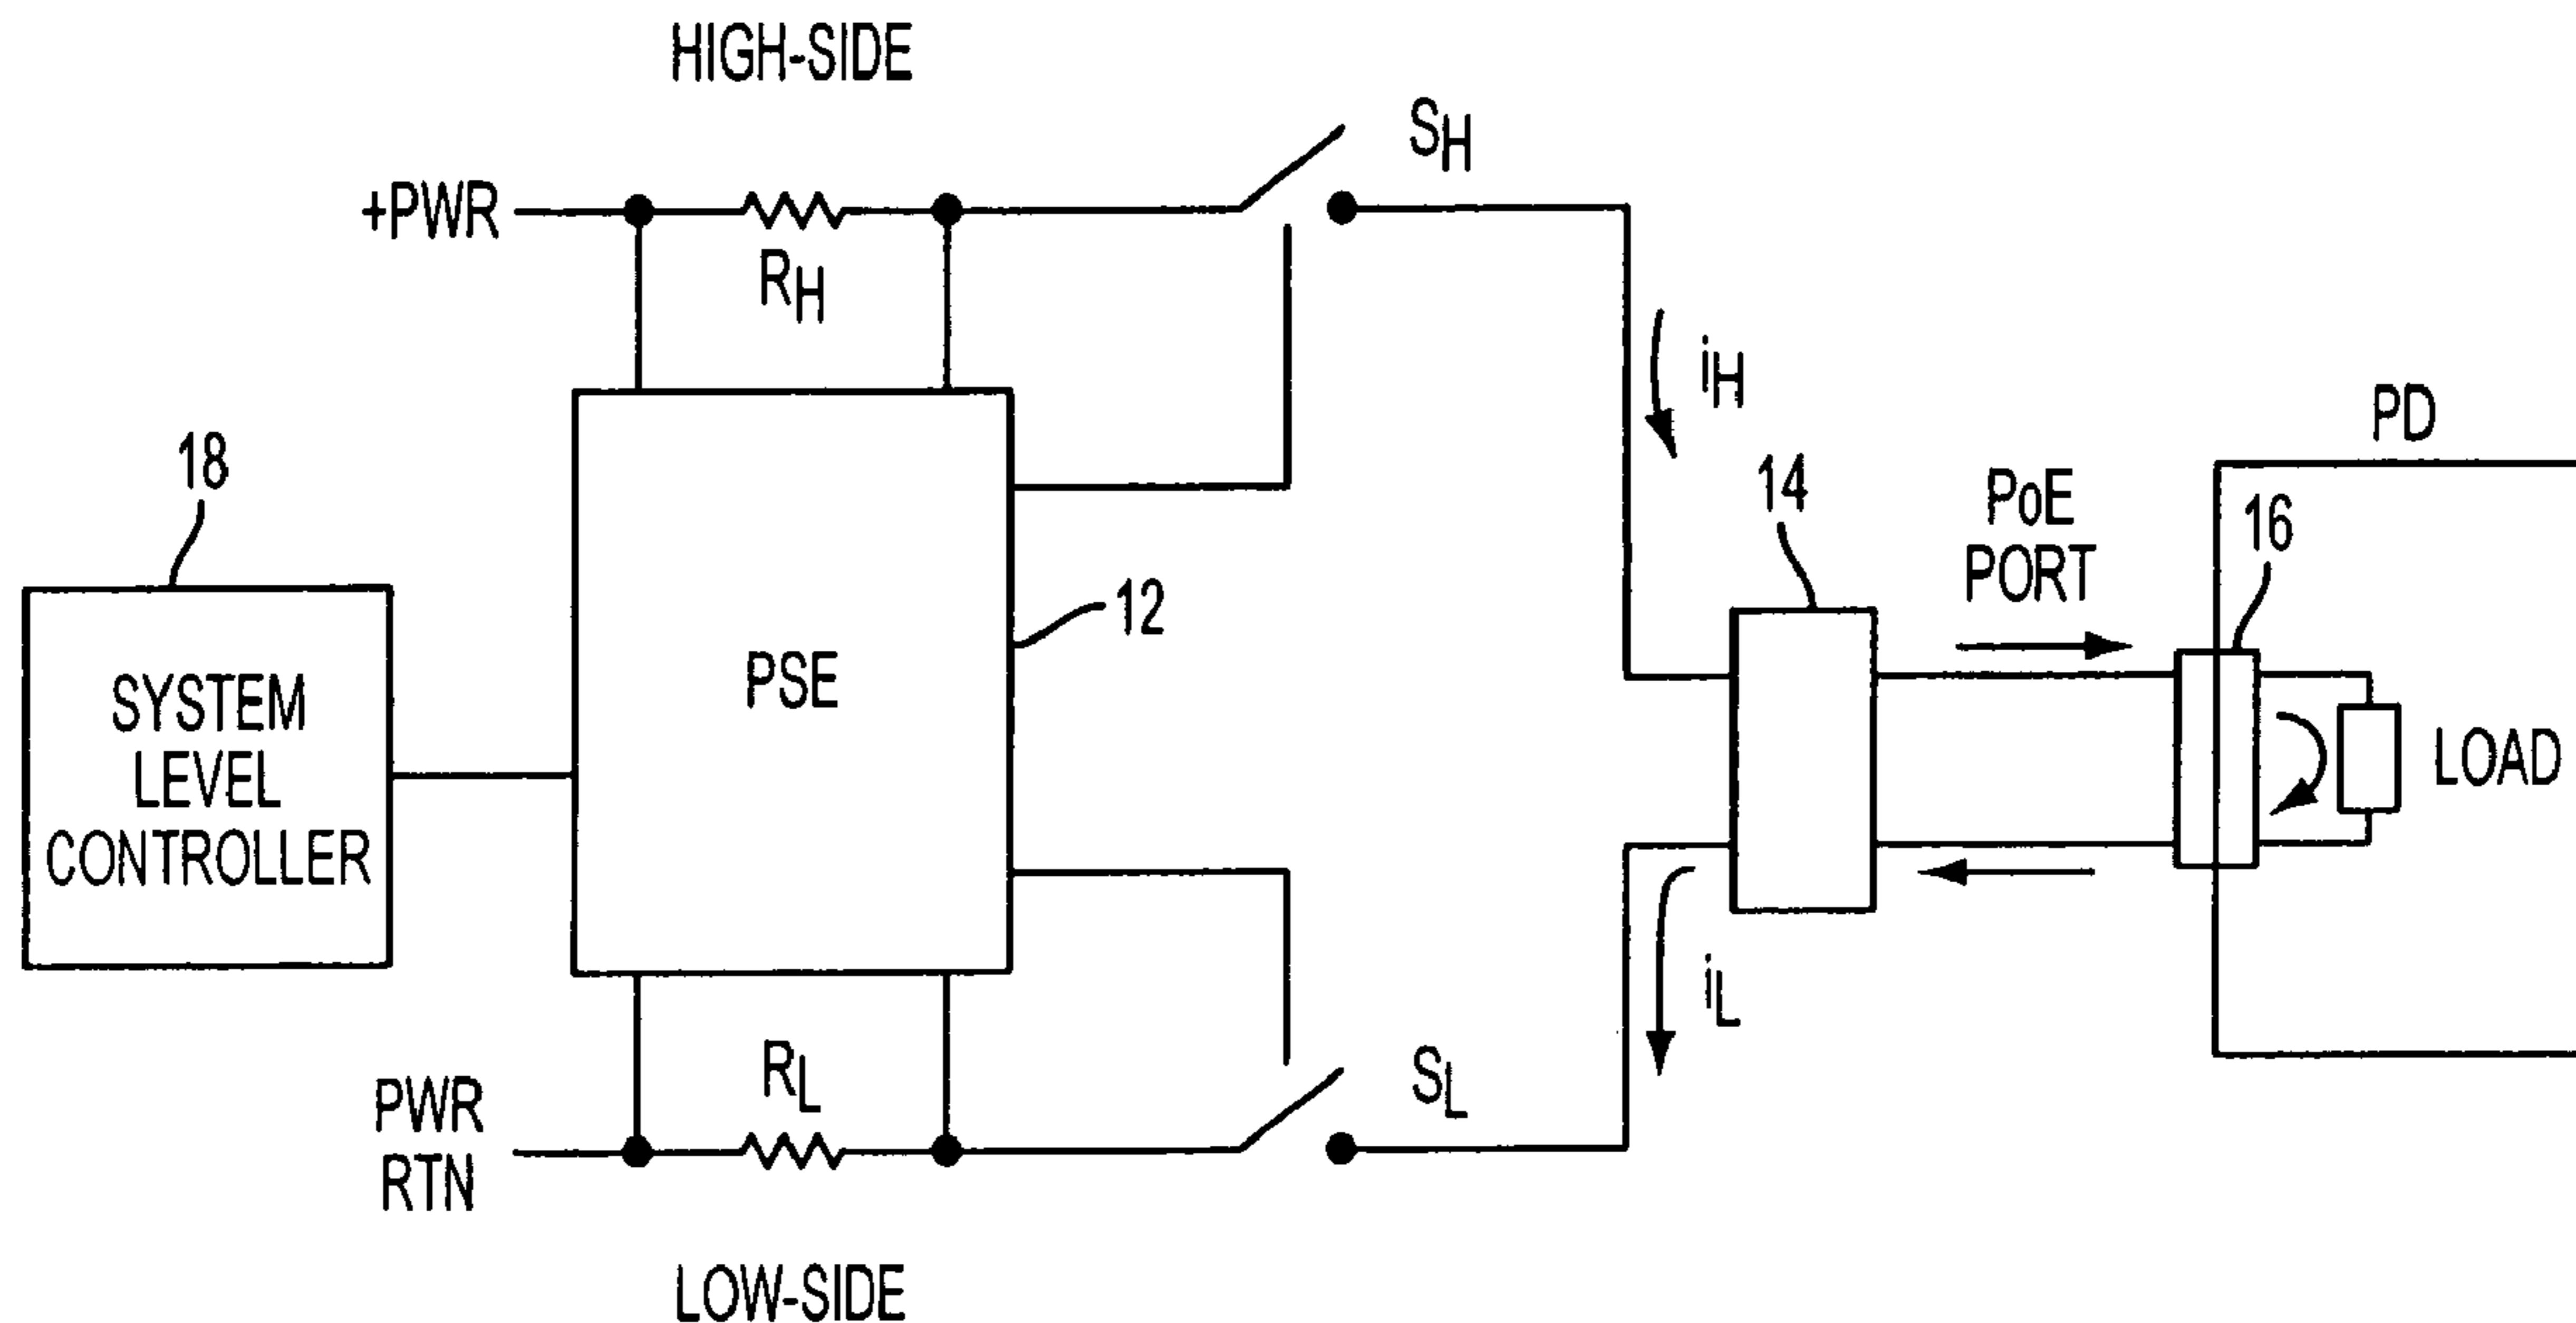 HIGH-SIDE
+PWR
RH
SH
iH
18
SYSTEM
LEVEL
CONTROLLER
PSE
12
14
PoE
PORT
16
PD
LOAD
iL
PWR
RTN
RL
SL
LOW-SIDE